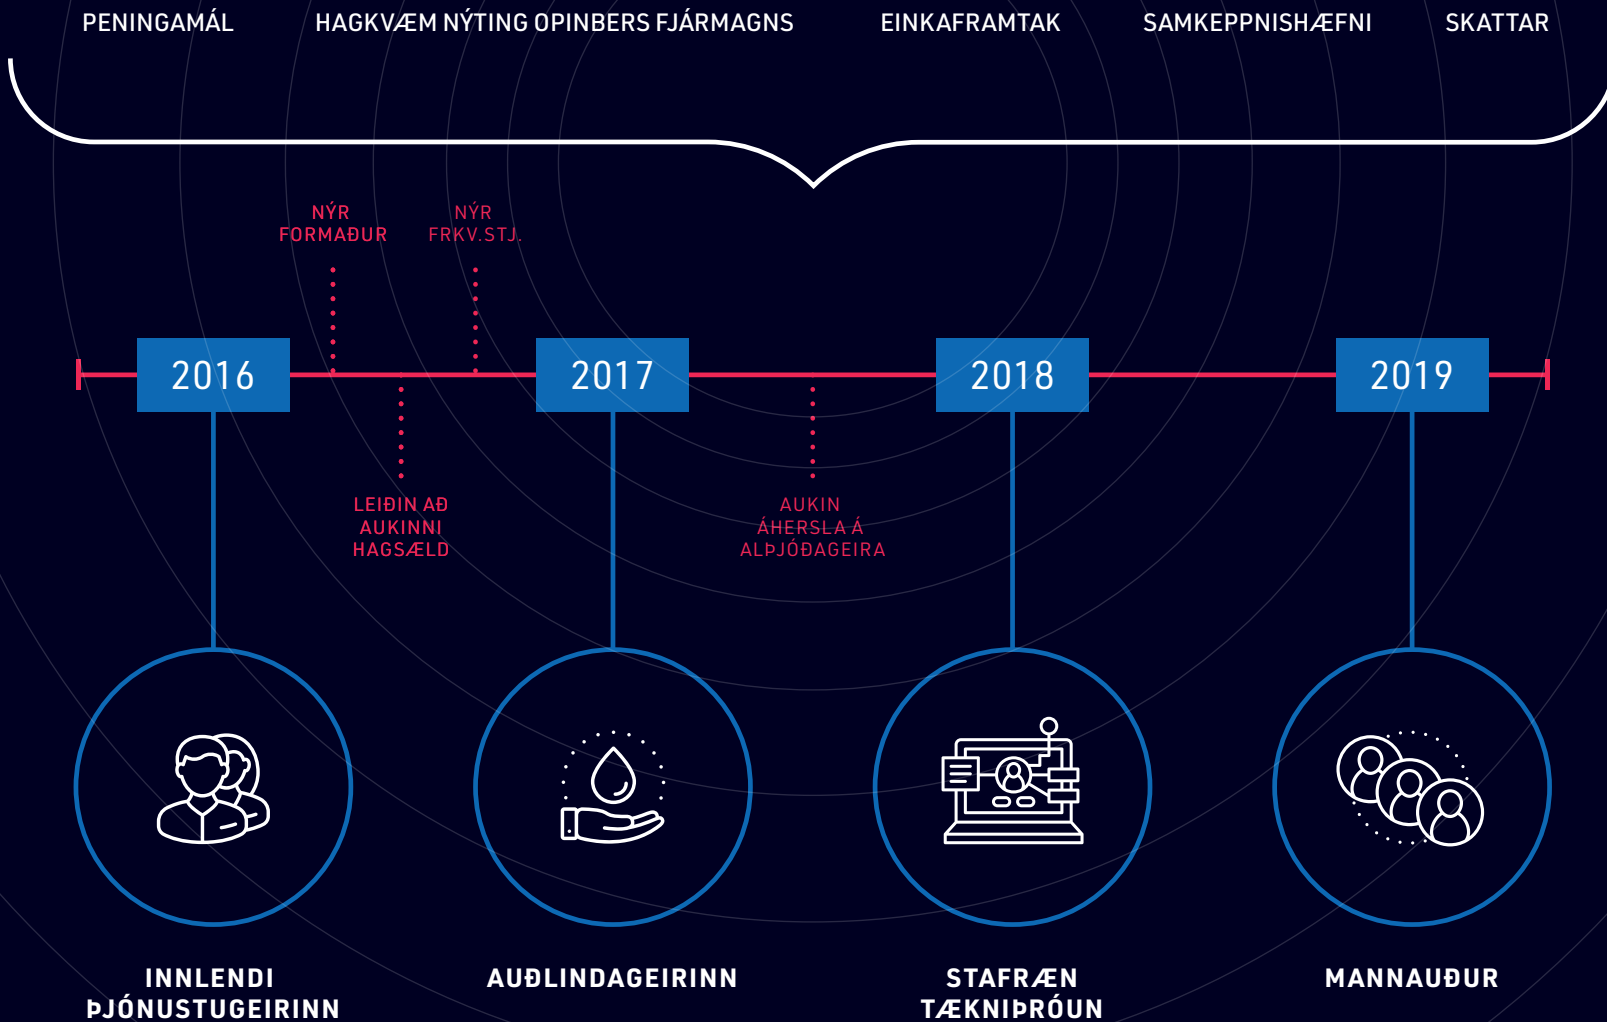 PENINGAMÁL
HAGKVÆM NÝTING OPINBERS FJÁRMAGNS
EINKAFRAMTAK
SAMKEPPNISHÆFNI
SKATTAR
NÝR
FORMAÐUR
NÝR
FRKV.STJ.
2016
2017
2018
2019
LEIÐIN AÐ
AUKINNI
HAGSÆLD
AUKIN
ÁHERSLA Á
ALÞJÓÐAGEIRA
INNLENDI
ÞJÓNUSTUGEIRINN
AUÐLINDAGEIRINN
STAFRÆN
TÆKNIÞRÓUN
MANNAUÐUR